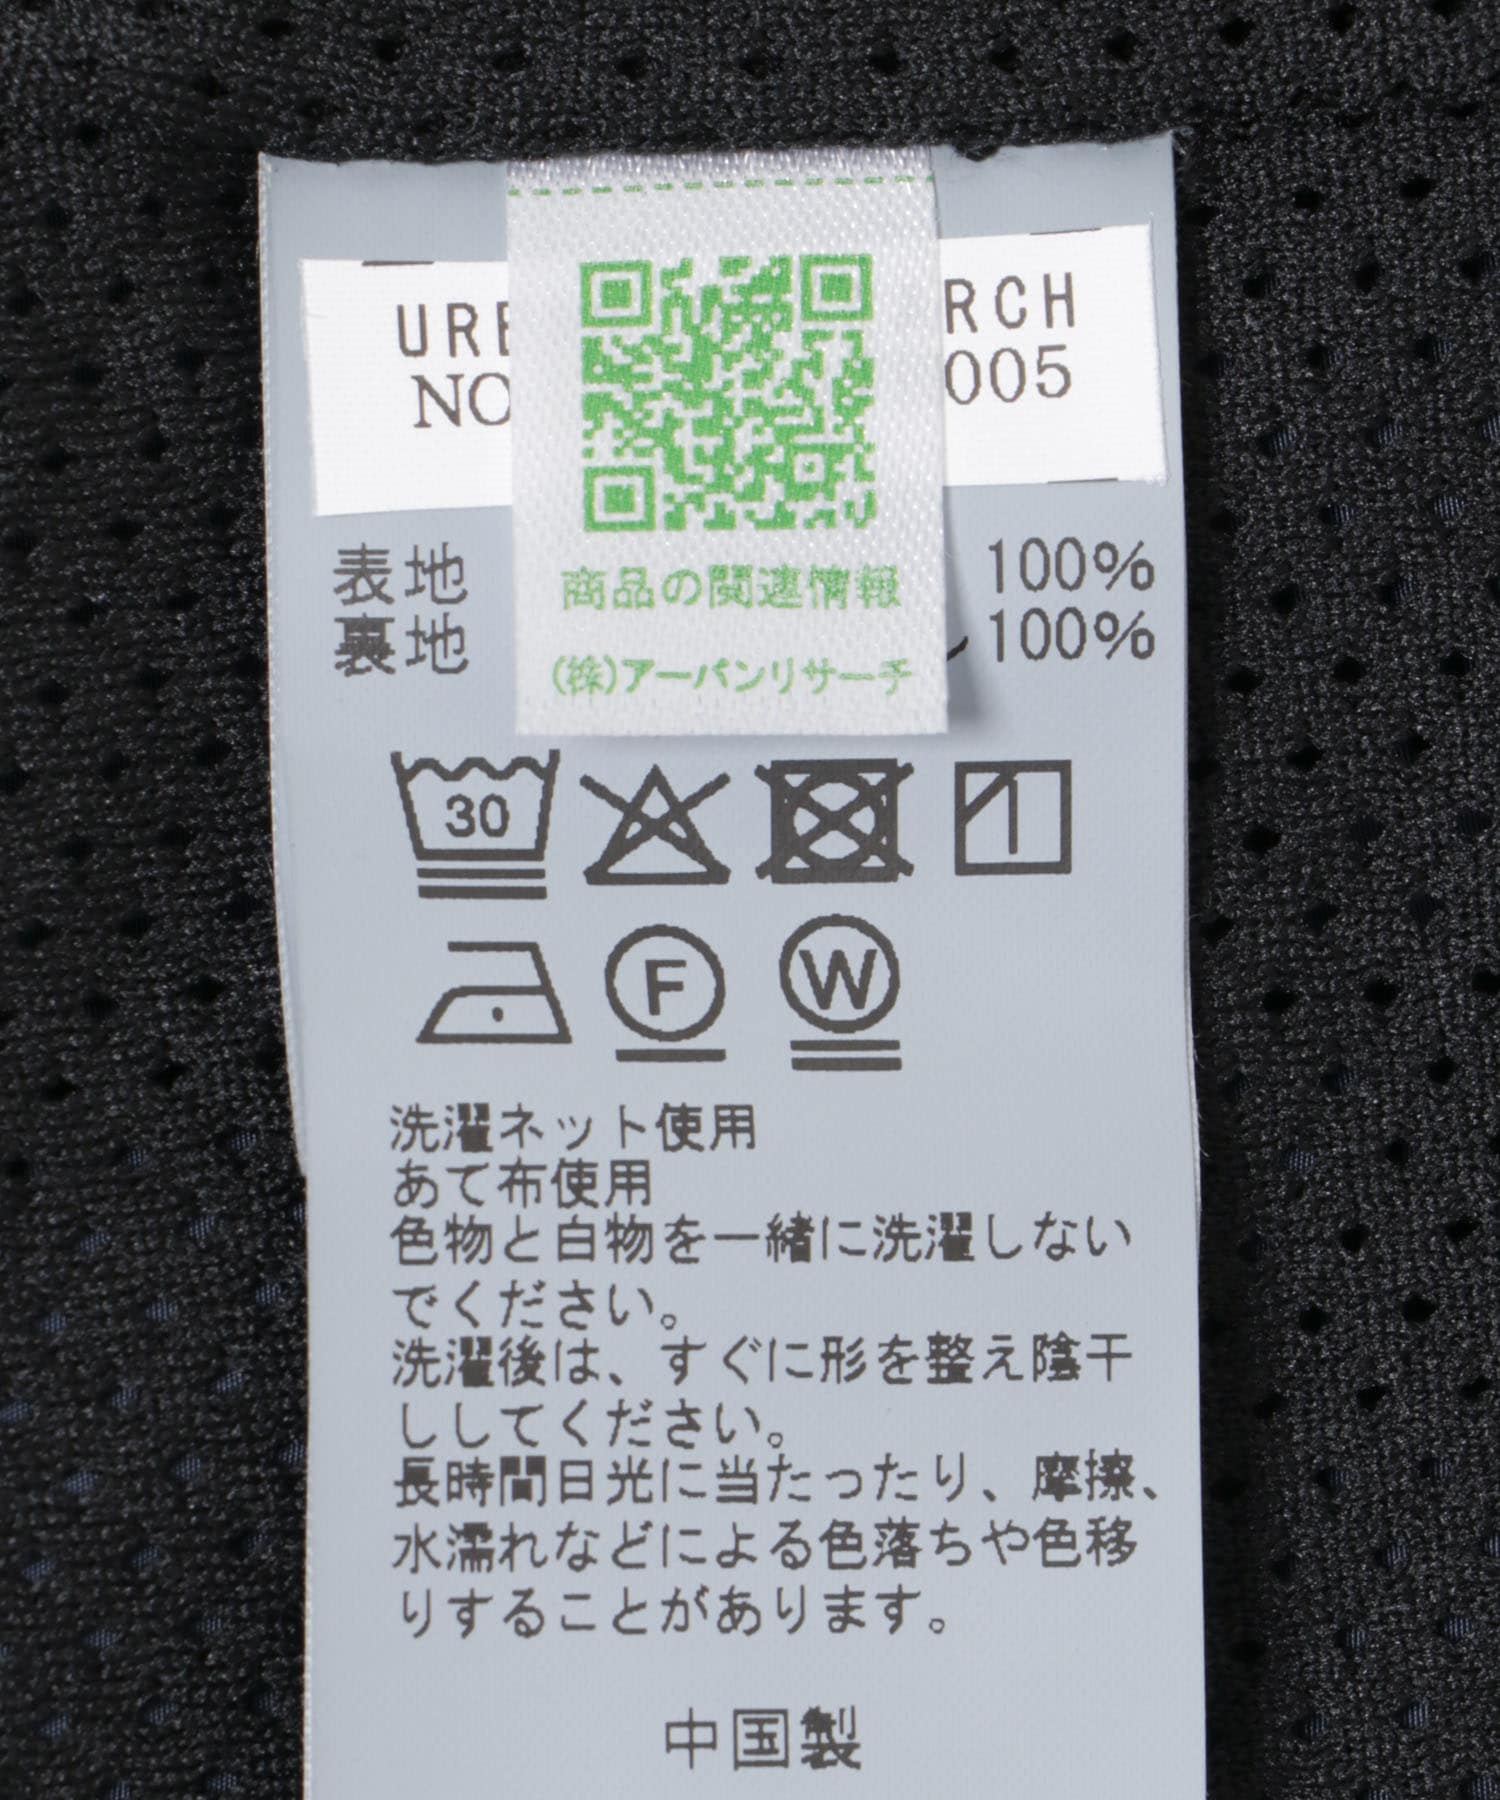 商品の関連情報
(株)アーバンリサーチ
RCH
NO
005
表地 100%
裏地 100%
30
F
W
洗濯ネット使用
あて布使用
色物と白物を一緒に洗濯しない
でください。
洗濯後は、すぐに形を整え陰干
ししてください。
長時間日光に当たったり、摩擦、
水濡れなどによる色落ちや色移
りすることがあります。
中国製